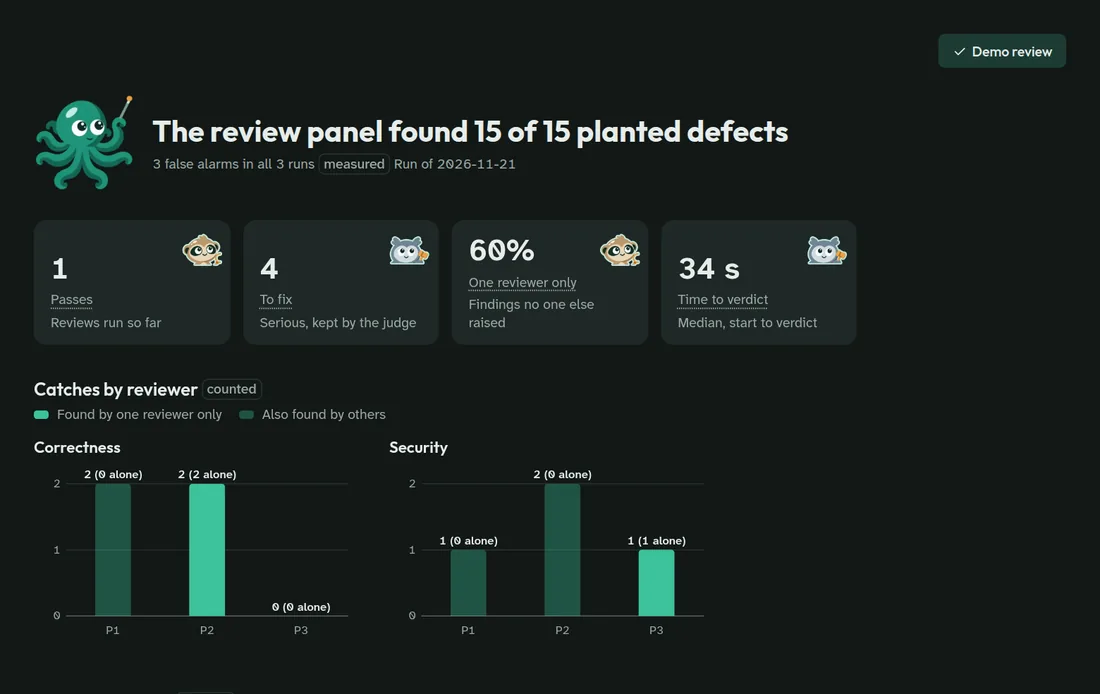 Demo review
The review panel found 15 of 15 planted defects
3 false alarms in all 3 runs measured Run of 2026-11-21
1
Passes
Reviews run so far
4
To fix
Serious, kept by the judge
60%
One reviewer only
Findings no one else
raised
34 s
Time to verdict
Median, start to verdict
Catches by reviewer counted
Found by one reviewer only Also found by others
Correctness
2 (0 alone) 2 (2 alone)
2
1
0 (0 alone)
0
P1 P2 P3
Security
2 (0 alone)
2
1 (0 alone) 1 (1 alone)
1
0
P1 P2 P3